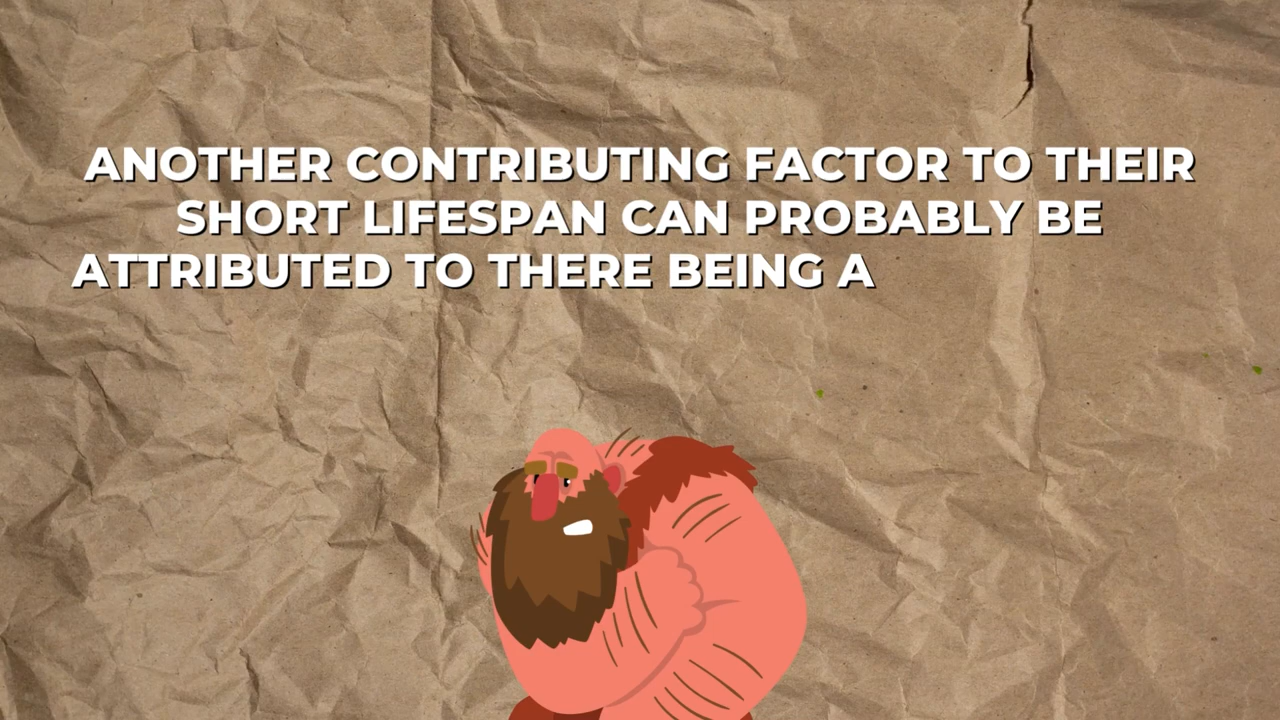 ANOTHER CONTRIBUTING FACTOR TO THEIR
SHORT LIFESPAN CAN PROBABLY BE
ATTRIBUTED TO THERE BEING A